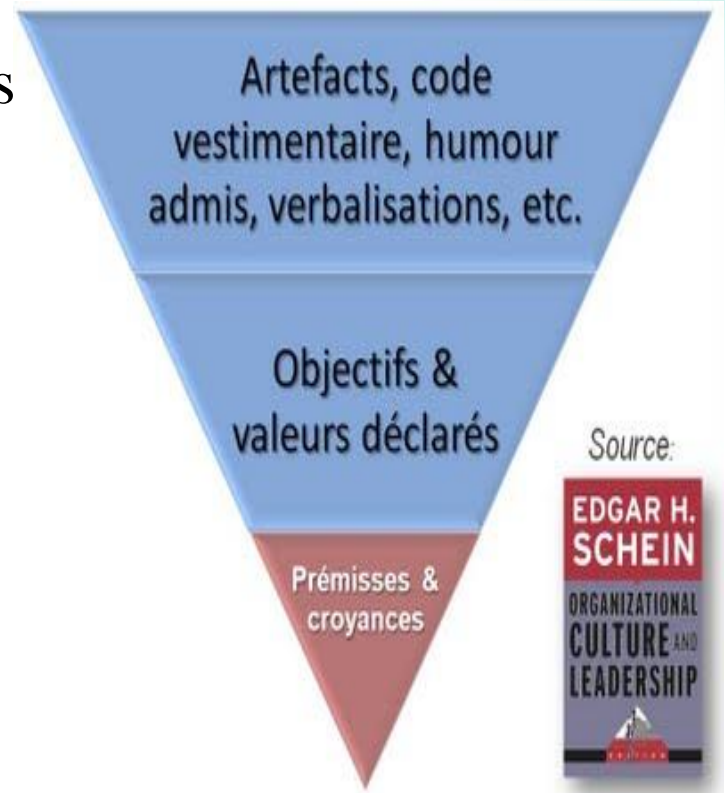 s
Artefacts, code
vestimentaire, humour
admis, verbalisations, etc.
Objectifs &
valeurs déclarés
Prémisses &
croyances
Source:
EDGAR H.
SCHEIN
ORGANIZATIONAL
CULTURE AND
LEADERSHIP